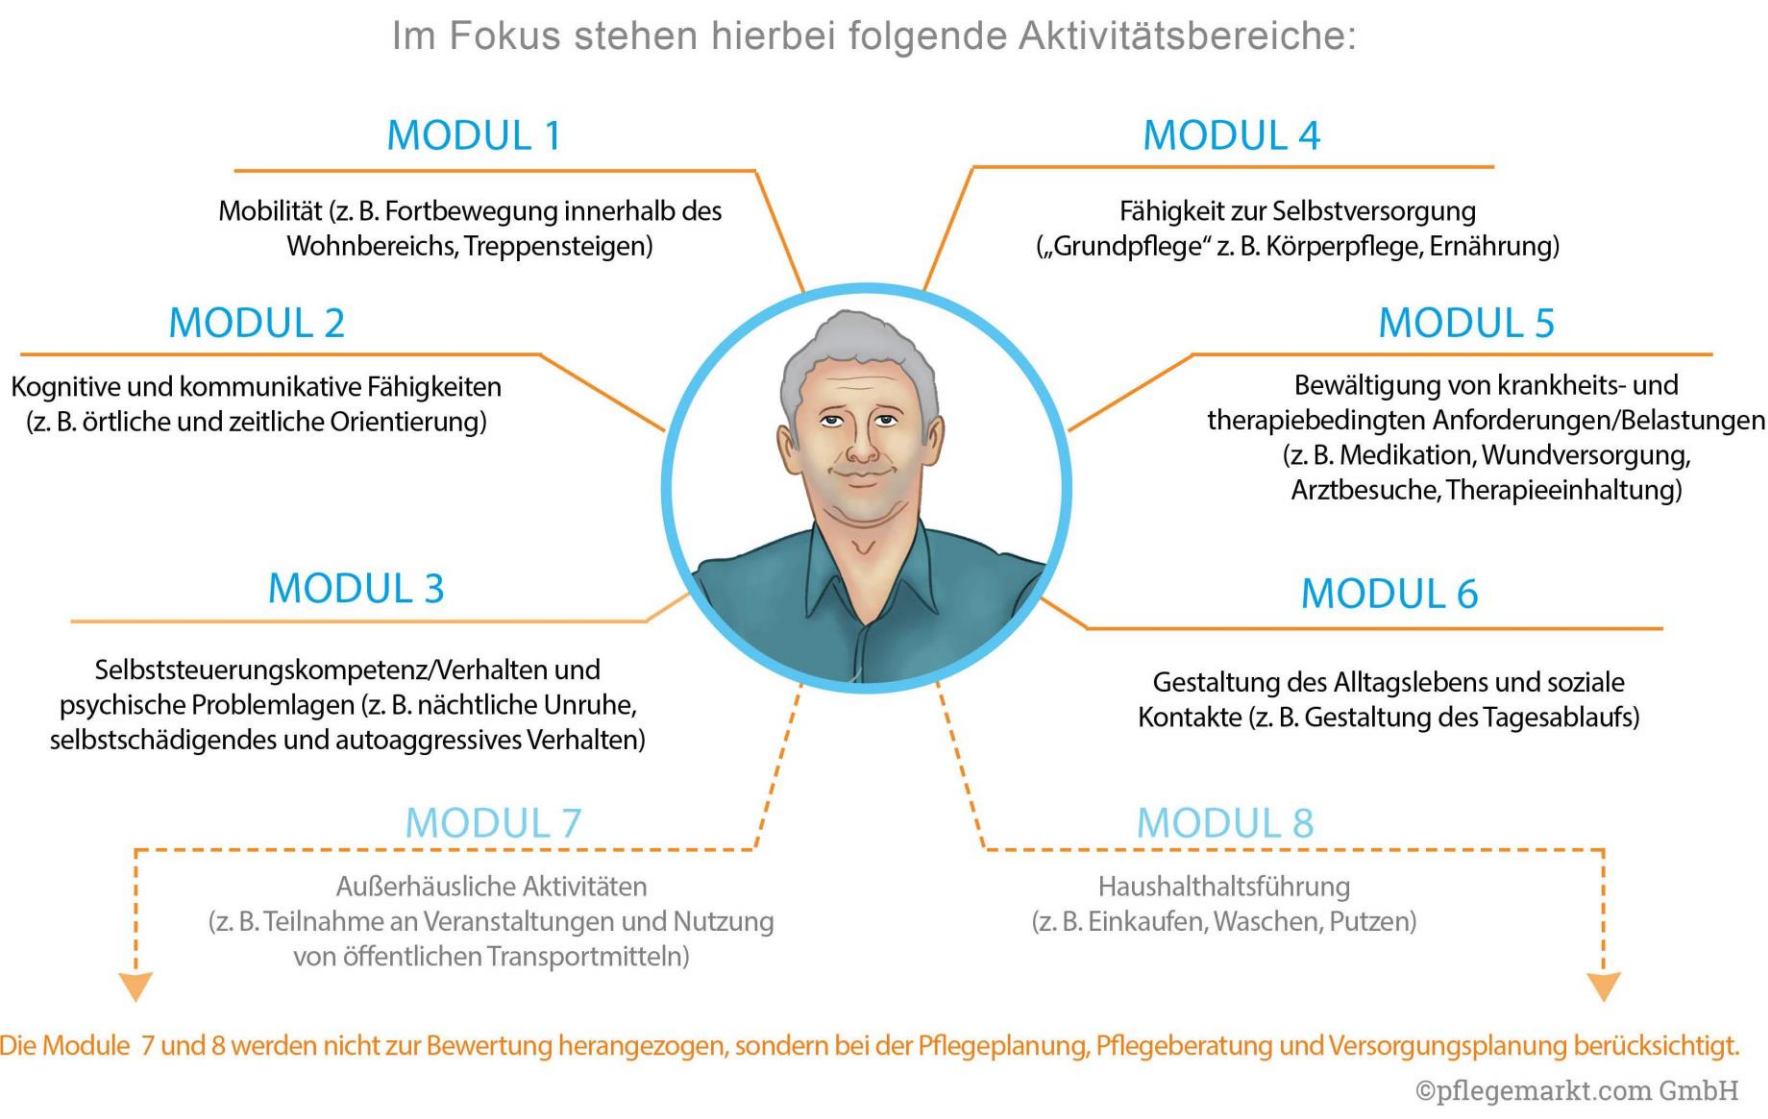 Im Fokus stehen hierbei folgende Aktivitätsbereiche:
MODUL 1
Mobilität (z. B. Fortbewegung innerhalb des
Wohnbereichs, Treppensteigen)
MODUL 2
Kognitive und kommunikative Fähigkeiten
(z. B. örtliche und zeitliche Orientierung)
MODUL 3
Selbststeuerungskompetenz/Verhalten und
psychische Problemlagen (z. B. nächtliche Unruhe,
selbstschädigendes und autoaggressives Verhalten)
MODUL 4
Fähigkeit zur Selbstversorgung
(„Grundpflege“ z. B. Körperpflege, Ernährung)
MODUL 5
Bewältigung von krankheits- und
therapiebedingten Anforderungen/Belastungen
(z. B. Medikation, Wundversorgung,
Arztbesuche, Therapieeinhaltung)
MODUL 6
Gestaltung des Alltagslebens und soziale
Kontakte (z. B. Gestaltung des Tagesablaufs)
MODUL 7
Außerhäusliche Aktivitäten
(z. B. Teilnahme an Veranstaltungen und Nutzung
von öffentlichen Transportmitteln)
MODUL 8
Haushalthaltsführung
(z. B. Einkaufen, Waschen, Putzen)
Die Module 7 und 8 werden nicht zur Bewertung herangezogen, sondern bei der Pflegeplanung, Pflegeberatung und Versorgungsplanung berücksichtigt.
©pflegemarkt.com GmbH